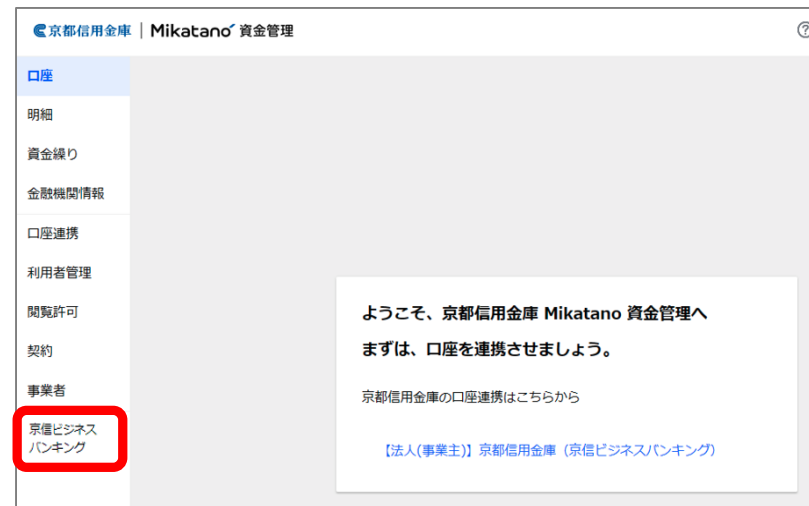 京都信用金庫 | Mikatano 資金管理
口座
明細
資金繰り
金融機関情報
口座連携
利用者管理
閲覧許可
契約
事業者
京信ビジネス
バンキング
ようこそ、京都信用金庫 Mikatano 資金管理へ
まずは、口座を連携させましょう。
京都信用金庫の口座連携はこちらから
【法人(事業主)】京都信用金庫（京信ビジネスバンキング）